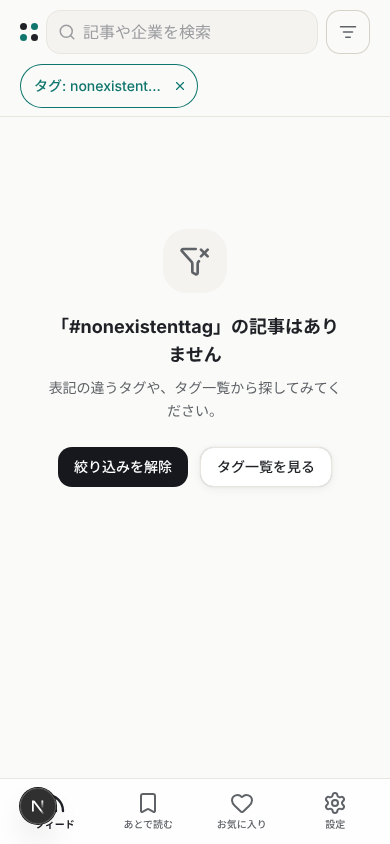 記事や企業を検索
タグ: nonexistent...
「#nonexistenttag」の記事はあり
ません
表記の違うタグや、タグ一覧から探してみてく
ださい。
絞り込みを解除
タグ一覧を見る
N
ィード
あとで読む
お気に入り
設定